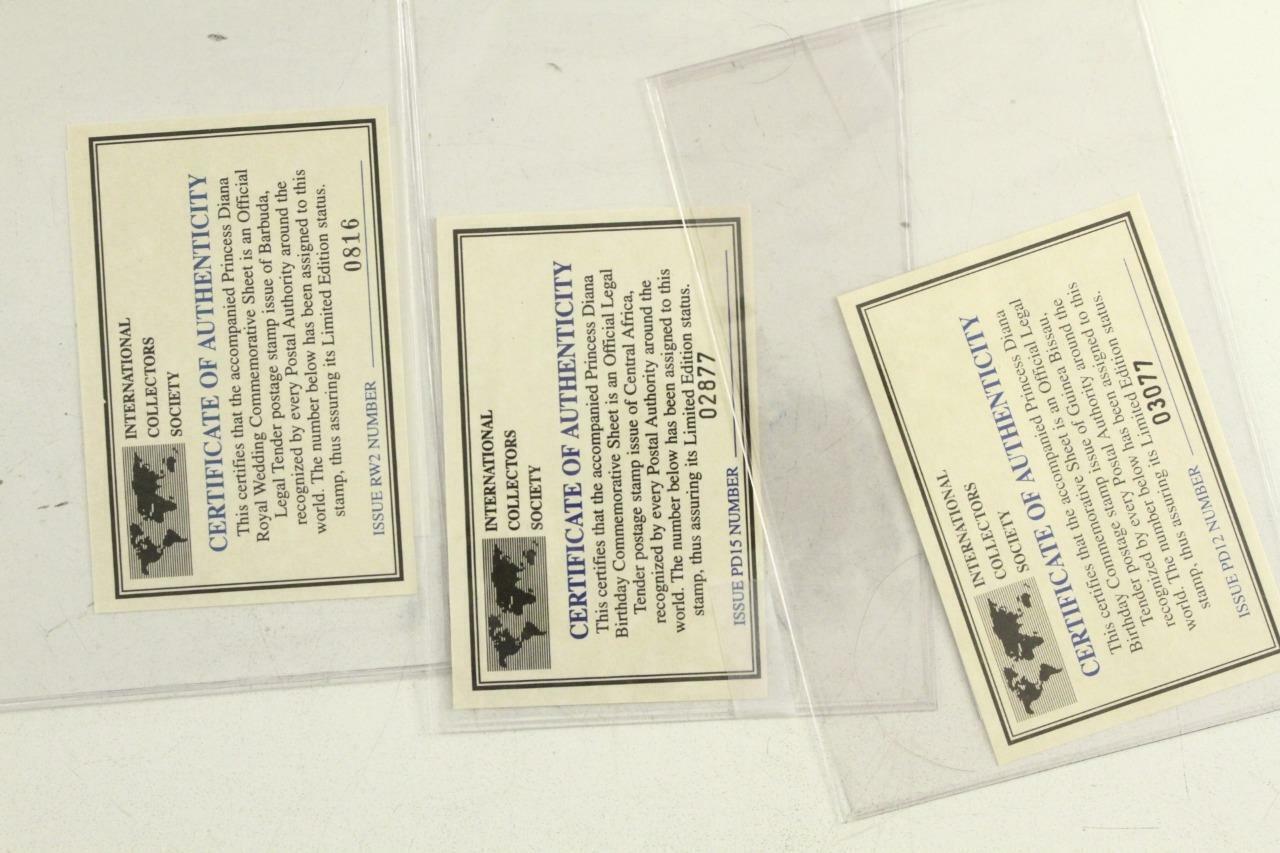 INTERNATIONAL
COLLECTORS
SOCIETY
CERTIFICATE OF AUTHENTICITY
This certifies that the accompanied Princess Diana
Royal Wedding Commemorative Sheet is an Official
Legal Tender postage stamp issue of Barbuda,
recognized by every Postal Authority around the
world. The number below has been assigned to this
stamp, thus assuring its Limited Edition status.
0816
ISSUE RW2 NUMBER
INTERNATIONAL
COLLECTORS
SOCIETY
CERTIFICATE OF AUTHENTICITY
This certifies that the accompanied Princess Diana
Birthday Commemorative Sheet is an Official Legal
Tender postage stamp issue of Central Africa,
recognized by every Postal Authority around the
world. The number below has been assigned to this
stamp, thus assuring its Limited Edition status.
02877
ISSUE PD15 NUMBER
INTERNATIONAL
COLLECTORS
SOCIETY
CERTIFICATE OF AUTHENTICITY
This certifies that the accompanied Princess Diana
Birthday Commemorative Sheet is an Official Legal
Tender postage stamp issue of Guinea Bissau.
recognized by every Postal Authority around the
world. The number below has been assigned to this
stamp, thus assuring its Limited Edition status.
03077
ISSUE PD12 NUMBER